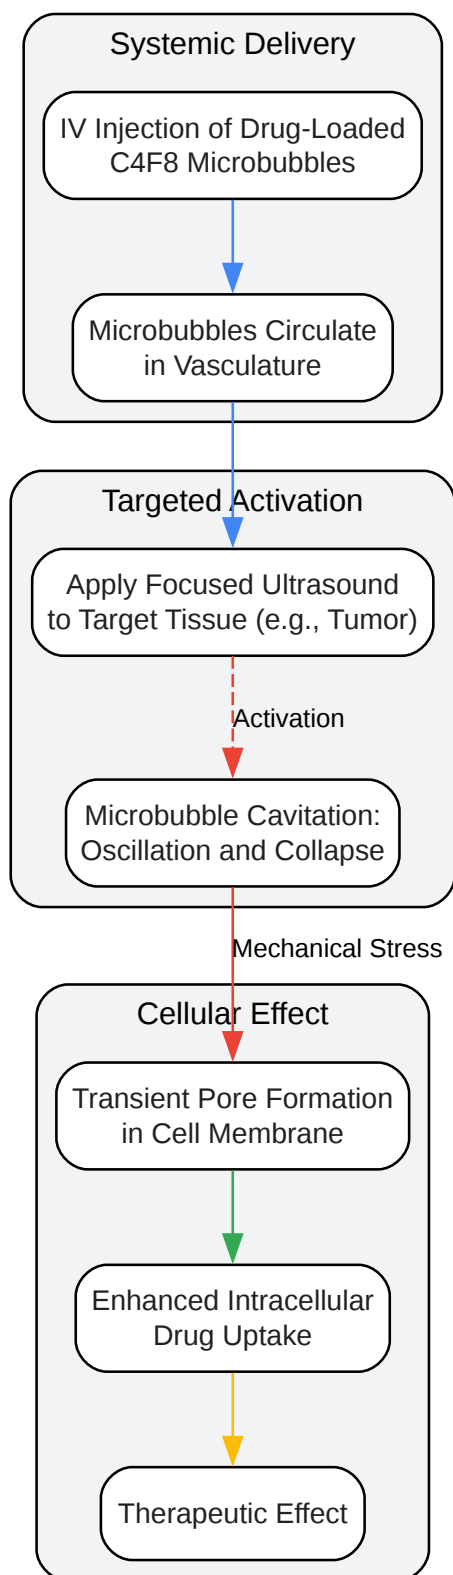 Systemic Delivery
IV Injection of Drug-Loaded
C4F8 Microbubbles
Microbubbles Circulate
in Vasculature
Targeted Activation
Apply Focused Ultrasound
to Target Tissue (e.g., Tumor)
Activation
Microbubble Cavitation:
Oscillation and Collapse
Mechanical Stress
Cellular Effect
Transient Pore Formation
in Cell Membrane
Enhanced Intracellular
Drug Uptake
Therapeutic Effect